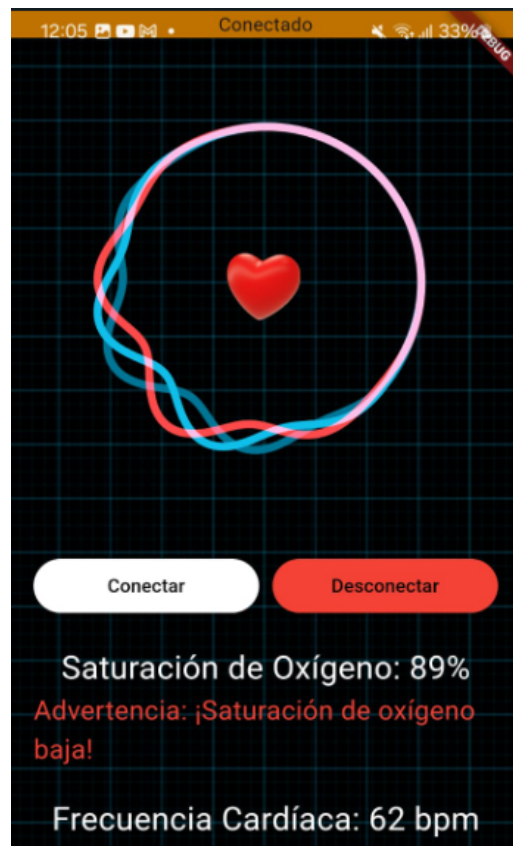 Conectado
12:05 33%
DEBUG
Conectar
Desconectar
Saturación de Oxígeno: 89%
Advertencia: ¡Saturación de oxígeno
baja!
Frecuencia Cardíaca: 62 bpm